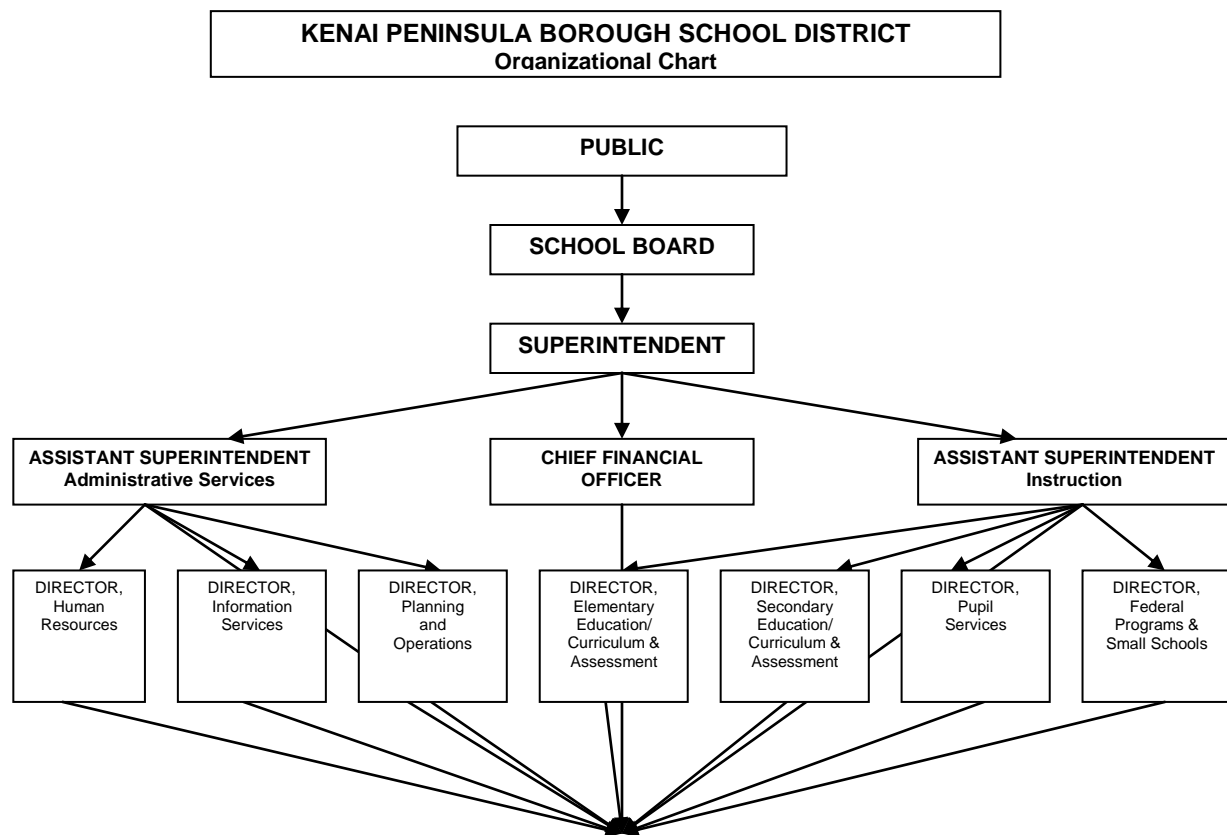 KENAI PENINSULA BOROUGH SCHOOL DISTRICT
Organizational Chart
PUBLIC
SCHOOL BOARD
SUPERINTENDENT
ASSISTANT SUPERINTENDENT
Administrative Services
CHIEF FINANCIAL
OFFICER
ASSISTANT SUPERINTENDENT
Instruction
DIRECTOR,
Human
Resources
DIRECTOR,
Information
Services
DIRECTOR,
Planning
and
Operations
DIRECTOR,
Elementary
Education/
Curriculum &
Assessment
DIRECTOR,
Secondary
Education/
Curriculum &
Assessment
DIRECTOR,
Pupil
Services
DIRECTOR,
Federal
Programs &
Small Schools